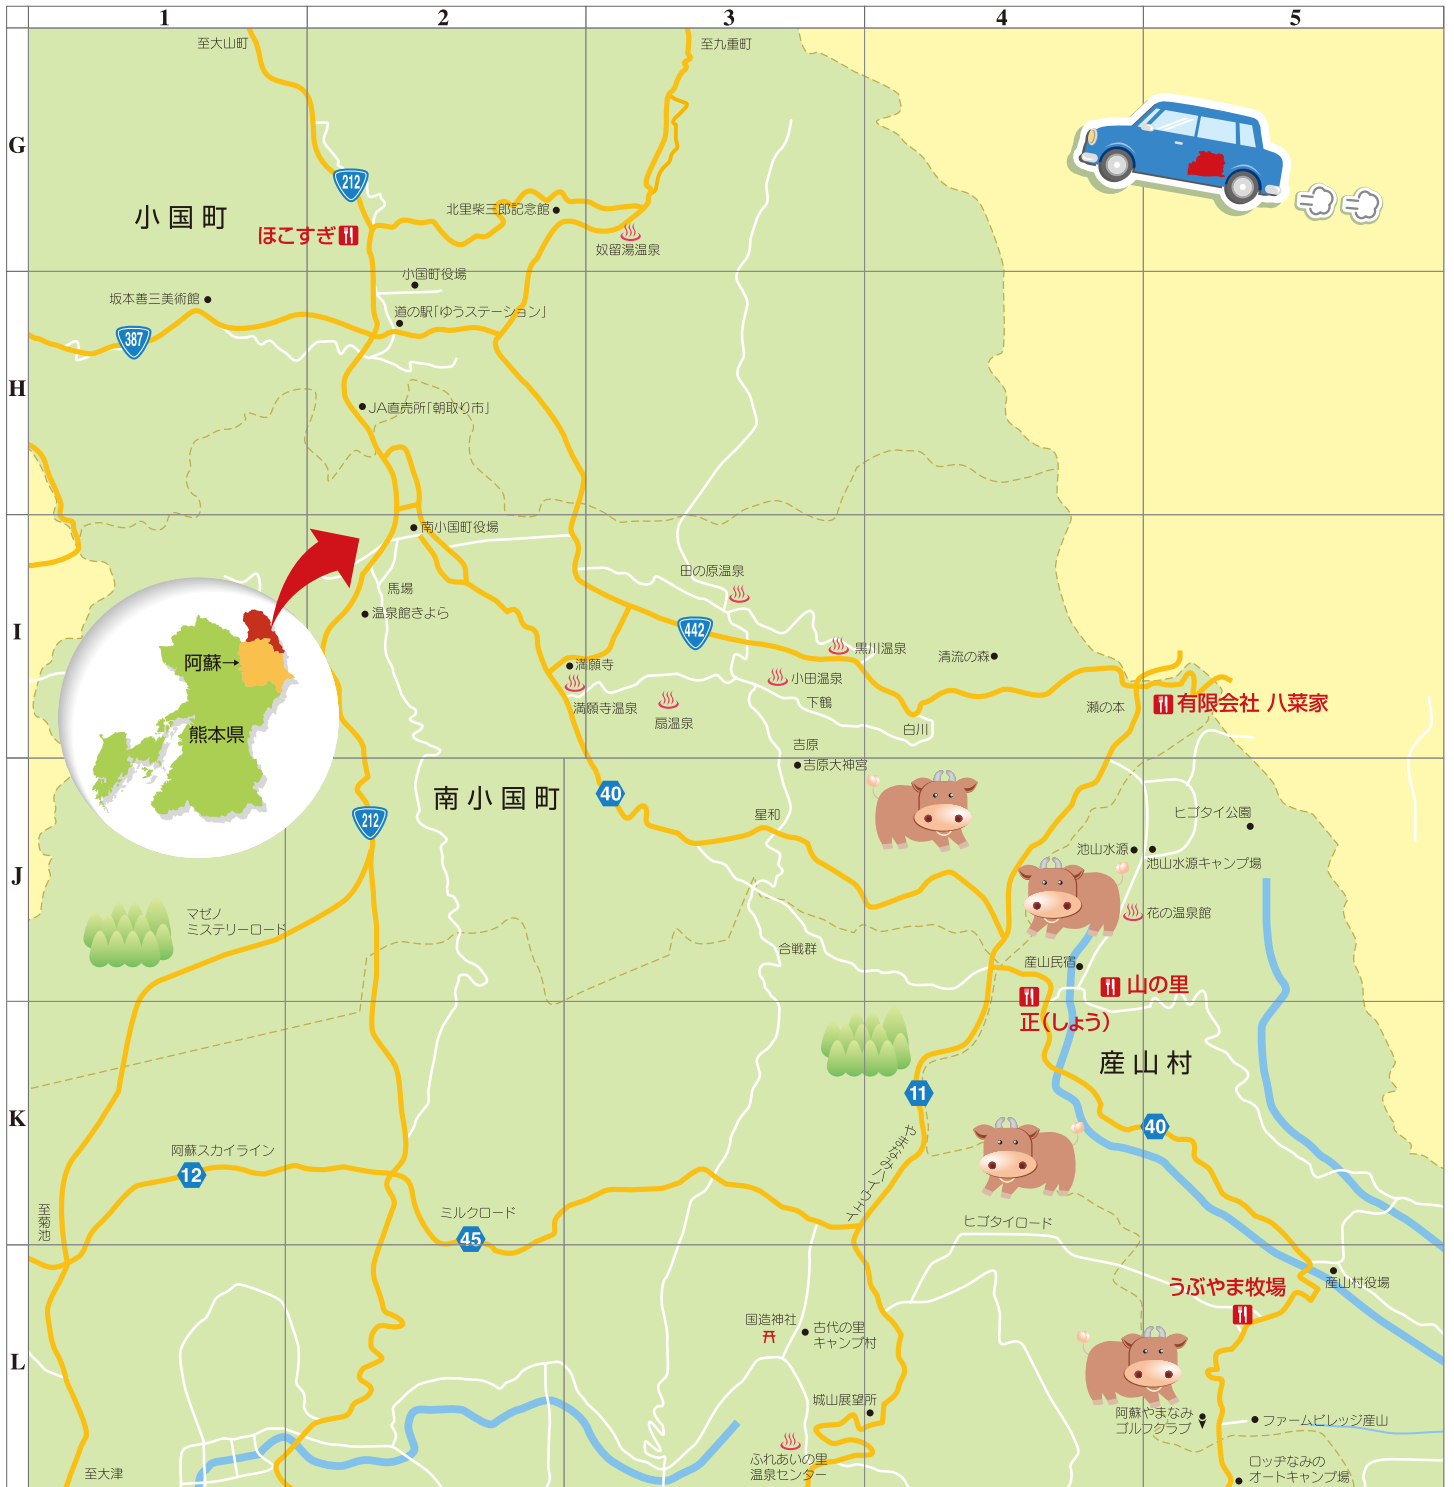 1 2 3 4 5
至大山町
至九重町
G
212
小国町
北里柴三郎記念館
ほこすぎ
奴留湯温泉
小国町役場
坂本善三美術館
道の駅「ゆうステーション」
387
H
JA直売所「朝取り市」
南小国町役場
田の原温泉
馬場
温泉館きよら
I
442
黒川温泉
清流の森
阿蘇→
満願寺
小田温泉
満願寺温泉
下鶴
瀬の本
有限会社 八菜家
扇温泉
白川
熊本県
吉原
吉原大神宮
南小国町
40
212
星和
ヒゴタイ公園
池山水源
池山水源キャンプ場
J
マゼノ
ミステリーロード
花の温泉館
合戦群
産山民宿
山の里
正(しょう)
産山村
11
K
40
やまなみハイウェイ
阿蘇スカイライン
12
至菊池
ミルクロード
45
ヒゴタイロード
産山村役場
うぶやま牧場
国造神社
古代の里
キャンプ村
L
城山展望所
阿蘇やまなみ
ゴルフクラブ
ファームビレッジ産山
ふれあいの里
温泉センター
ロッヂなみの
オートキャンプ場
至大津